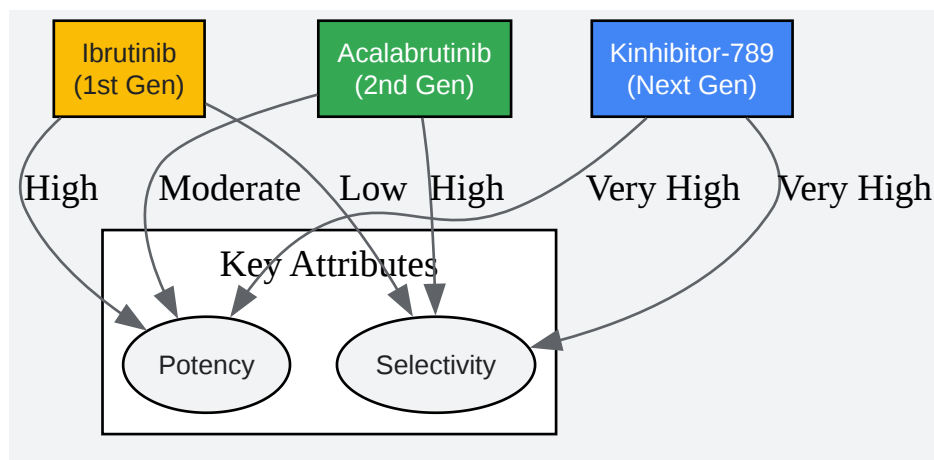 Ibrutinib
(1st Gen)
Acalabrutinib
(2nd Gen)
Kinhibitor-789
(Next Gen)
High
Moderate
Low
High
Very High
Very High
Key Attributes
Potency
Selectivity